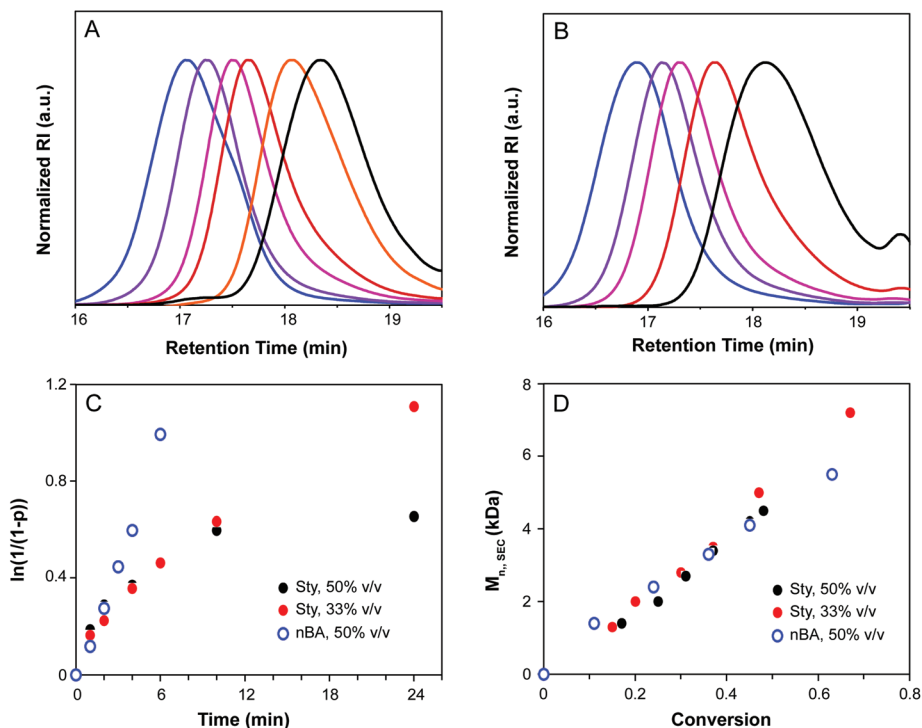 A
Normalized RI (a.u.)
16 17 18 19
Retention Time (min)
B
Normalized RI (a.u.)
16 17 18 19
Retention Time (min)
C
ln(1/(1-p))
1.2
0.8
0.4
0
Sty, 50% v/v
Sty, 33% v/v
nBA, 50% v/v
0 6 12 18 24
Time (min)
D
Mn,, SEC (kDa)
8
6
4
2
0
Sty, 50% v/v
Sty, 33% v/v
nBA, 50% v/v
0 0.2 0.4 0.6 0.8
Conversion